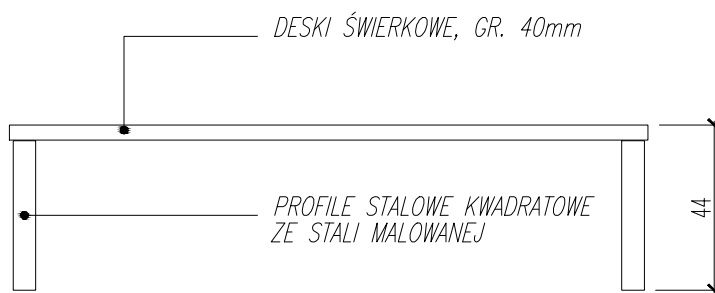 DESKI ŚWIERKOWE, GR. 40mm
PROFILE STALOWE KWADRATOWE
ZE STALI MALOWANEJ
44